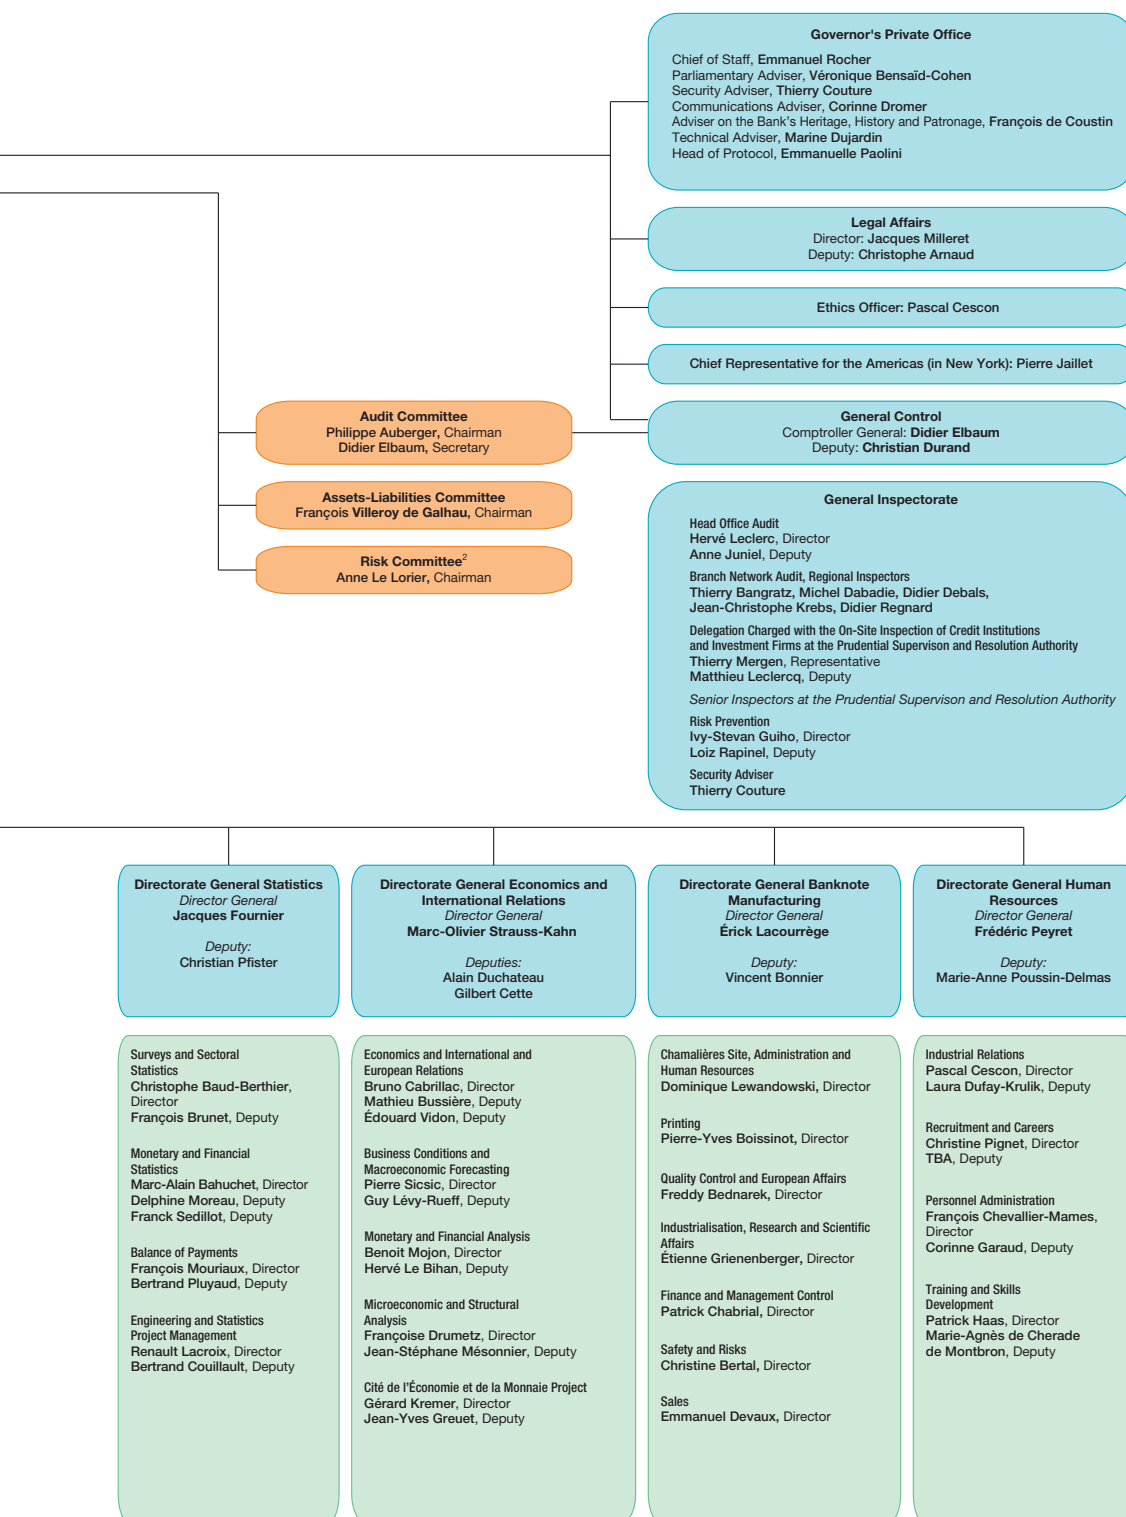 Governor's Private Office
Chief of Staff, Emmanuel Rocher
Parliamentary Adviser, Véronique Bensaïd-Cohen
Security Adviser, Thierry Couture
Communications Adviser, Corinne Dromer
Adviser on the Bank's Heritage, History and Patronage, François de Coustin
Technical Adviser, Marine Dujardin
Head of Protocol, Emmanuelle Paolini
Legal Affairs
Director: Jacques Milleret
Deputy: Christophe Arnaud
Ethics Officer: Pascal Cescon
Chief Representative for the Americas (in New York): Pierre Jaillet
Audit Committee
Philippe Auberger, Chairman
Didier Elbaum, Secretary
General Control
Comptroller General: Didier Elbaum
Deputy: Christian Durand
Assets-Liabilities Committee
François Villeroy de Galhau, Chairman
Risk Committee2
Anne Le Lorier, Chairman
General Inspectorate
Head Office Audit
Hervé Leclerc, Director
Anne Juniel, Deputy
Branch Network Audit, Regional Inspectors
Thierry Bangratz, Michel Dabadie, Didier Debals,
Jean-Christophe Krebs, Didier Regnard
Delegation Charged with the On-Site Inspection of Credit Institutions
and Investment Firms at the Prudential Supervison and Resolution Authority
Thierry Mergen, Representative
Matthieu Leclercq, Deputy
Senior Inspectors at the Prudential Supervison and Resolution Authority
Risk Prevention
Ivy-Stevan Guiho, Director
Loiz Rapinel, Deputy
Security Adviser
Thierry Couture
Directorate General Statistics
Director General
Jacques Fournier
Deputy:
Christian Pfister
Directorate General Economics and
International Relations
Director General
Marc-Olivier Strauss-Kahn
Deputies:
Alain Duchateau
Gilbert Cette
Directorate General Banknote
Manufacturing
Director General
Érick Lacourrège
Deputy:
Vincent Bonnier
Directorate General Human
Resources
Director General
Frédéric Peyret
Deputy:
Marie-Anne Poussin-Delmas
Surveys and Sectoral
Statistics
Christophe Baud-Berthier,
Director
François Brunet, Deputy
Monetary and Financial
Statistics
Marc-Alain Bahuchet, Director
Delphine Moreau, Deputy
Franck Sedillot, Deputy
Balance of Payments
François Mouriaux, Director
Bertrand Pluyaud, Deputy
Engineering and Statistics
Project Management
Renault Lacroix, Director
Bertrand Couillault, Deputy
Economics and International and
European Relations
Bruno Cabrillac, Director
Mathieu Bussière, Deputy
Édouard Vidon, Deputy
Business Conditions and
Macroeconomic Forecasting
Pierre Sicsic, Director
Guy Lévy-Rueff, Deputy
Monetary and Financial Analysis
Benoit Mojon, Director
Hervé Le Bihan, Deputy
Microeconomic and Structural
Analysis
Françoise Drumetz, Director
Jean-Stéphane Mésonnier, Deputy
Cité de l'Économie et de la Monnaie Project
Gérard Kremer, Director
Jean-Yves Greuet, Deputy
Chamalières Site, Administration and
Human Resources
Dominique Lewandowski, Director
Printing
Pierre-Yves Boissinot, Director
Quality Control and European Affairs
Freddy Bednarek, Director
Industrialisation, Research and Scientific
Affairs
Étienne Grienenberger, Director
Finance and Management Control
Patrick Chabrial, Director
Safety and Risks
Christine Bertal, Director
Sales
Emmanuel Devaux, Director
Industrial Relations
Pascal Cescon, Director
Laura Dufay-Krulik, Deputy
Recruitment and Careers
Christine Pignet, Director
TBA, Deputy
Personnel Administration
François Chevallier-Mames,
Director
Corinne Garaud, Deputy
Training and Skills
Development
Patrick Haas, Director
Marie-Agnès de Cherade
de Montbron, Deputy